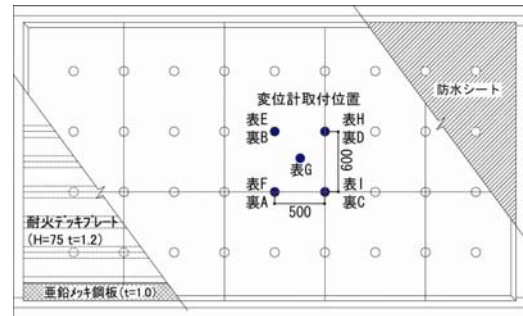 変位計取付位置
防水シート
表E
裏B
表H
裏D
表G
600
表F
裏A
表I
裏C
500
耐火デッキプレート
(H=75 t=1.2)
亜鉛メッキ鋼板(t=1.0)